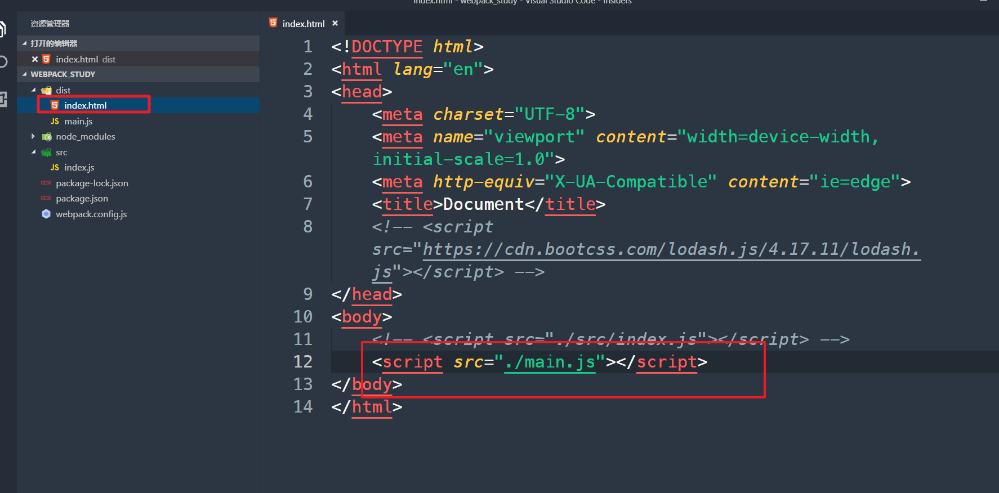 index.html - webpack_study - Visual Studio Code - Insiders
资源管理器
打开的编辑器
index.html dist
WEBPACK_STUDY
dist
index.html
JS main.js
node_modules
src
JS index.js
package-lock.json
package.json
webpack.config.js
index.html ×
1 <!DOCTYPE html>
2 <html lang="en">
3 <head>
4 <meta charset="UTF-8">
5 <meta name="viewport" content="width=device-width,
initial-scale=1.0">
6 <meta http-equiv="X-UA-Compatible" content="ie=edge">
7 <title>Document</title>
8 <!-- <script
src="https://cdn.bootcss.com/lodash.js/4.17.11/lodash.
js"></script> -->
9 </head>
10 <body>
11 <!-- <script src="./src/index.js"></script> -->
12 <script src="./main.js"></script>
13 </body>
14 </html>